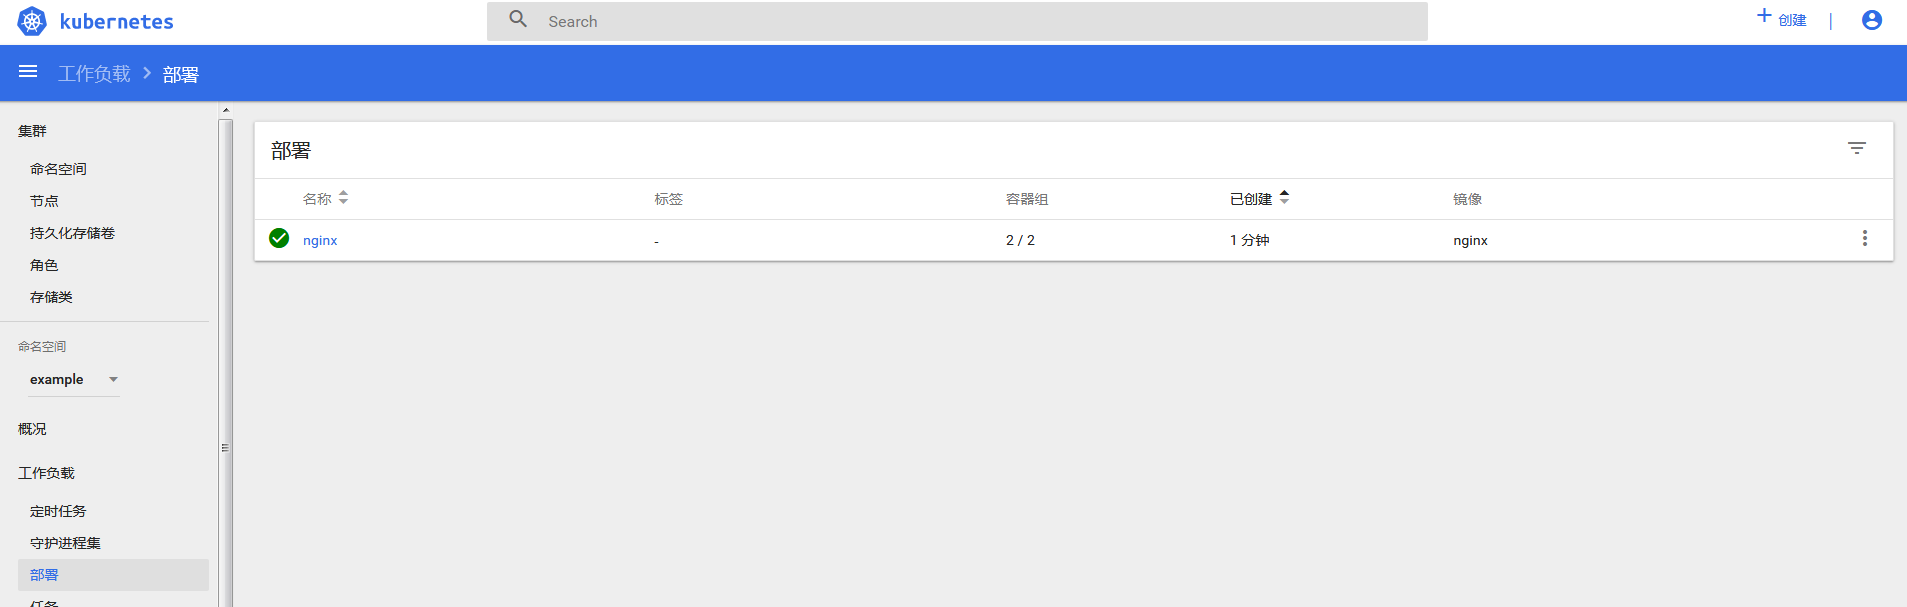 kubernetes
Search
创建
工作负载 > 部署
集群
命名空间
节点
持久化存储卷
角色
存储类
命名空间
example
概况
工作负载
定时任务
守护进程集
部署
任务
部署
名称 标签 容器组 已创建 镜像
nginx - 2 / 2 1 分钟 nginx